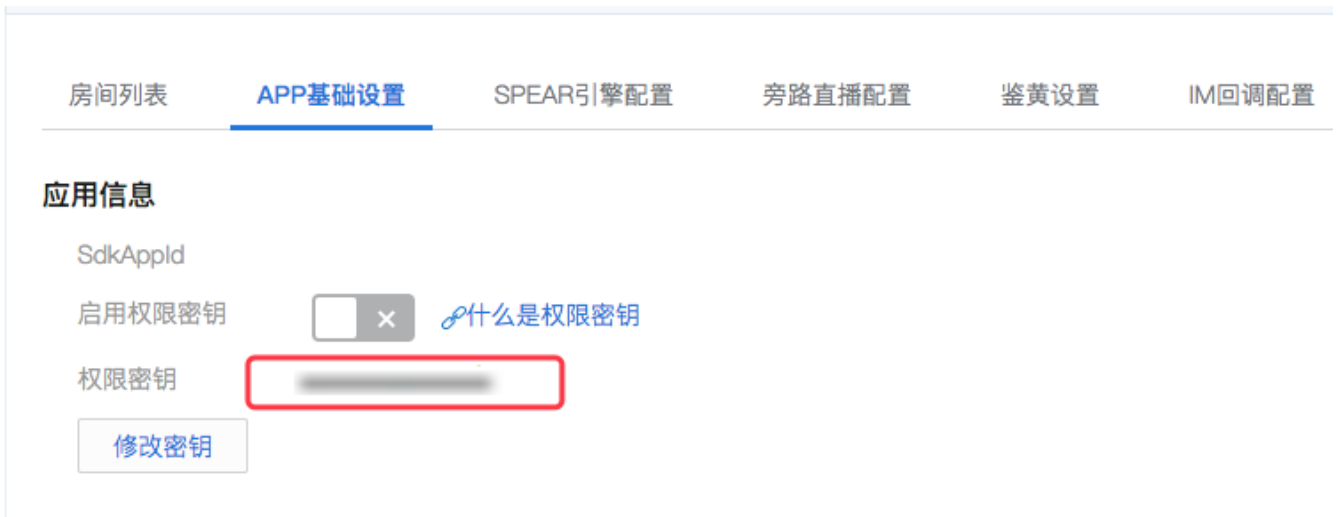 房间列表 APP基础设置 SPEAR引擎配置 旁路直播配置 鉴黄设置 IM回调配置
应用信息
SdkAppId
启用权限密钥 什么是权限密钥
权限密钥
修改密钥